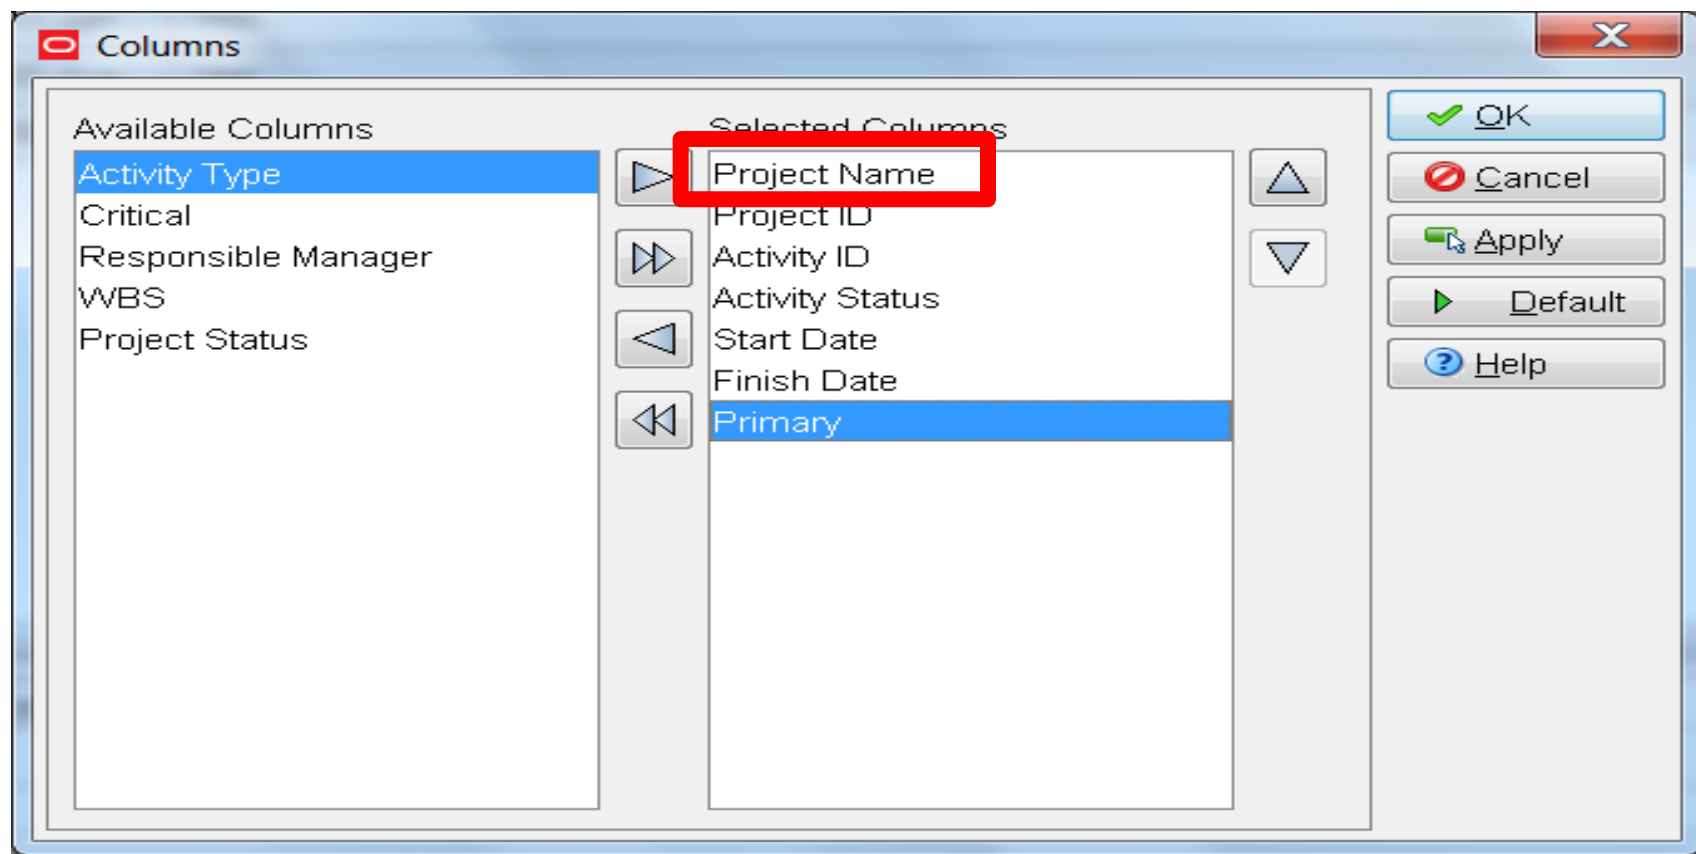 Columns
Available Columns
Activity Type
Critical
Responsible Manager
WBS
Project Status
Selected Columns
Project Name
Project ID
Activity ID
Activity Status
Start Date
Finish Date
Primary
OK
Cancel
Apply
Default
Help